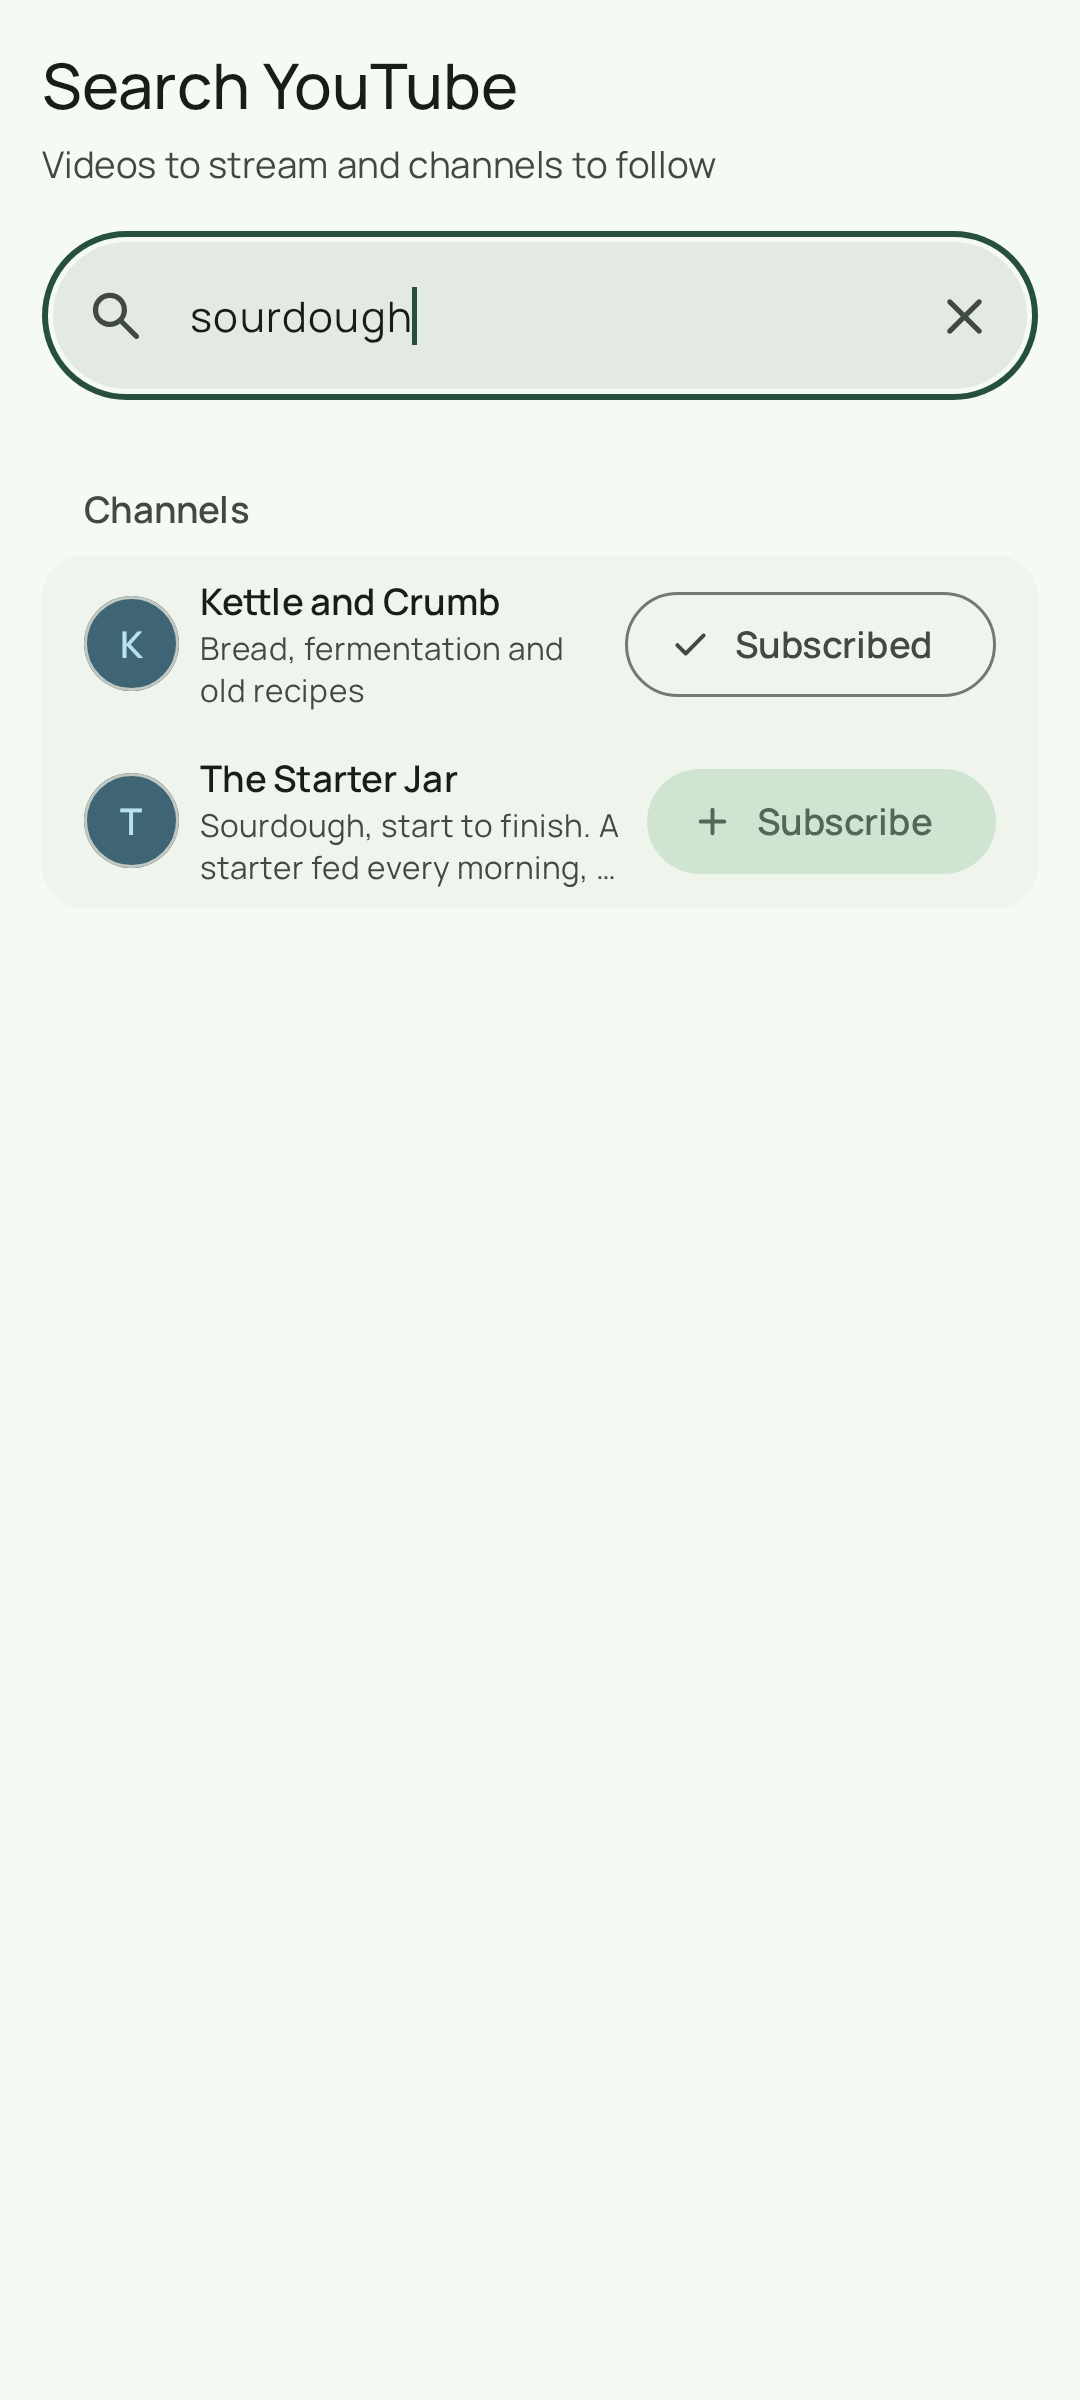 Search YouTube
Videos to stream and channels to follow
sourdough
Channels
K
Kettle and Crumb
Bread, fermentation and
old recipes
Subscribed
T
The Starter Jar
Sourdough, start to finish. A
starter fed every morning, …
Subscribe